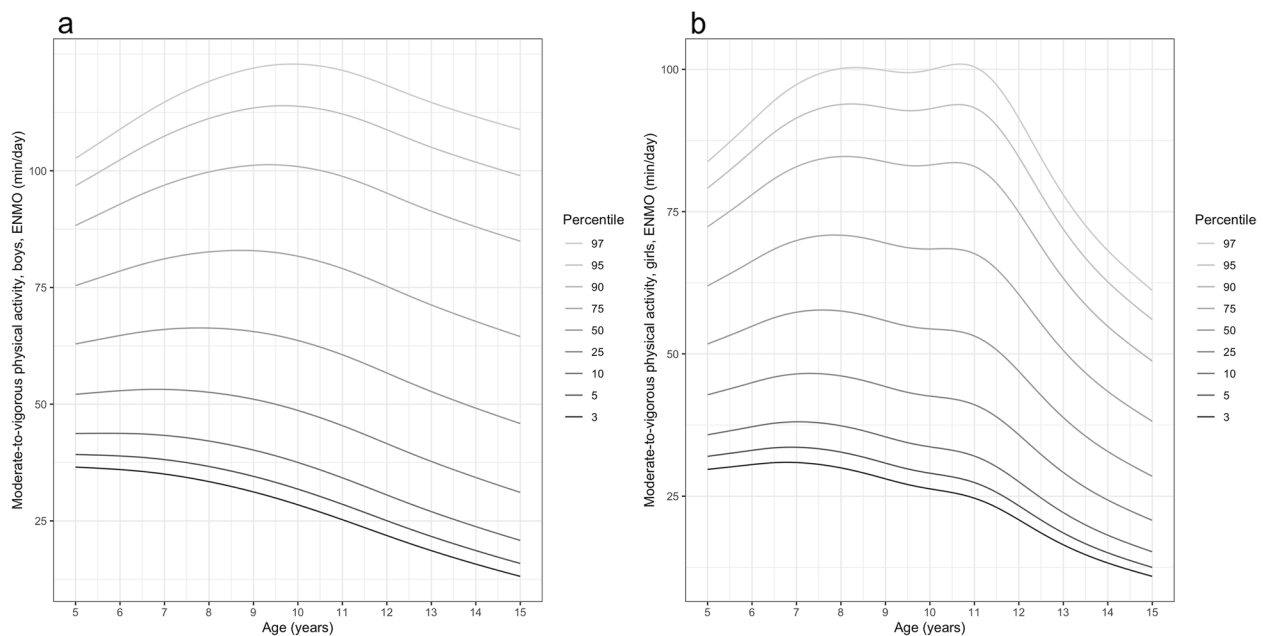 a
Moderate-to-vigorous physical activity, boys, ENMO (min/day)
100
75
50
25
5 6 7 8 9 10 11 12 13 14 15
Age (years)
Percentile
97
95
90
75
50
25
10
5
3
b
Moderate-to-vigorous physical activity, girls, ENMO (min/day)
100
75
50
25
5 6 7 8 9 10 11 12 13 14 15
Age (years)
Percentile
97
95
90
75
50
25
10
5
3